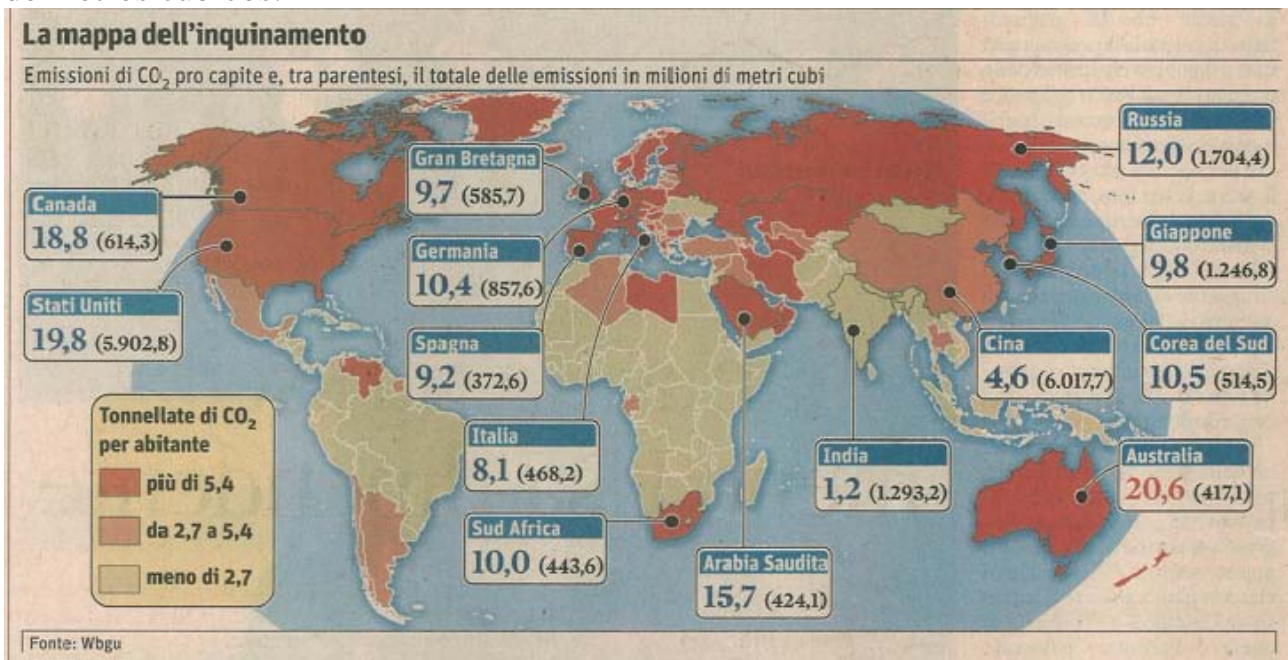 La mappa dell'inquinamento
Emissioni di CO₂ pro capite e, tra parentesi, il totale delle emissioni in milioni di metri cubi
Canada
18,8 (614,3)
Stati Uniti
19,8 (5.902,8)
Gran Bretagna
9,7 (585,7)
Germania
10,4 (857,6)
Spagna
9,2 (372,6)
Italia
8,1 (468,2)
Sud Africa
10,0 (443,6)
Arabia Saudita
15,7 (424,1)
India
1,2 (1.293,2)
Cina
4,6 (6.017,7)
Russia
12,0 (1.704,4)
Giappone
9,8 (1.246,8)
Corea del Sud
10,5 (514,5)
Australia
20,6 (417,1)
Tonnellate di CO₂
per abitante
più di 5,4
da 2,7 a 5,4
meno di 2,7
Fonte: Wbgu